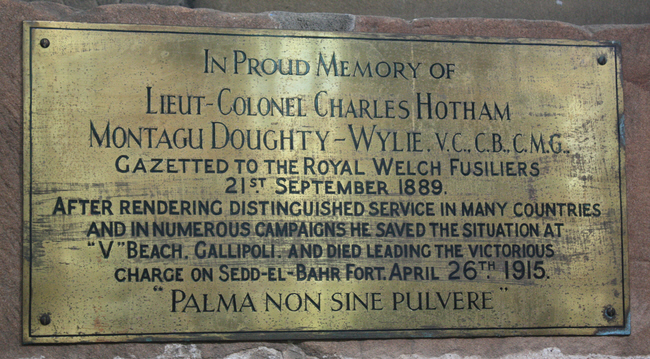 IN PROUD MEMORY OF
LIEUT-COLONEL CHARLES HOTHAM
MONTAGU DOUGHTY-WYLIE. V.C., C.B., C.M.G.,
GAZETTED TO THE ROYAL WELCH FUSILIERS
21ST SEPTEMBER 1889.
AFTER RENDERING DISTINGUISHED SERVICE IN MANY COUNTRIES
AND IN NUMEROUS CAMPAIGNS HE SAVED THE SITUATION AT
"V" BEACH, GALLIPOLI, AND DIED LEADING THE VICTORIOUS
CHARGE ON SEDD-EL-BAHR FORT. APRIL 26TH 1915.
"PALMA NON SINE PULVERE"